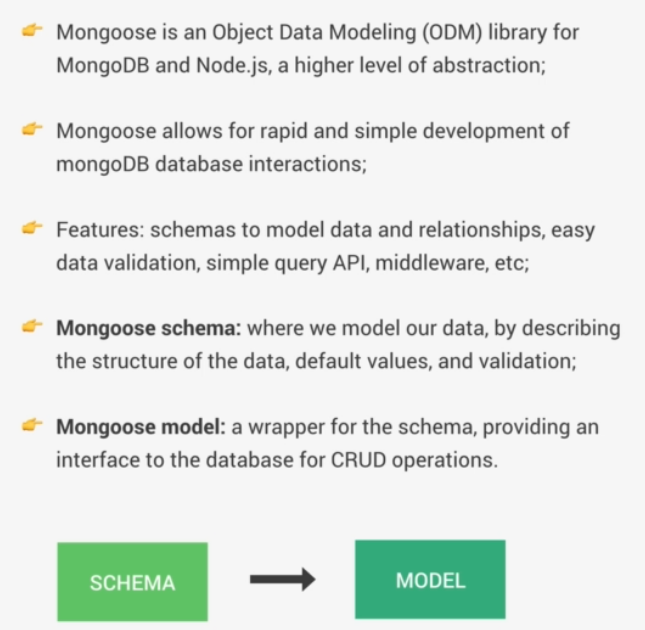 Mongoose is an Object Data Modeling (ODM) library for
MongoDB and Node.js, a higher level of abstraction;
Mongoose allows for rapid and simple development of
mongoDB database interactions;
Features: schemas to model data and relationships, easy
data validation, simple query API, middleware, etc;
Mongoose schema: where we model our data, by describing
the structure of the data, default values, and validation;
Mongoose model: a wrapper for the schema, providing an
interface to the database for CRUD operations.
SCHEMA
MODEL